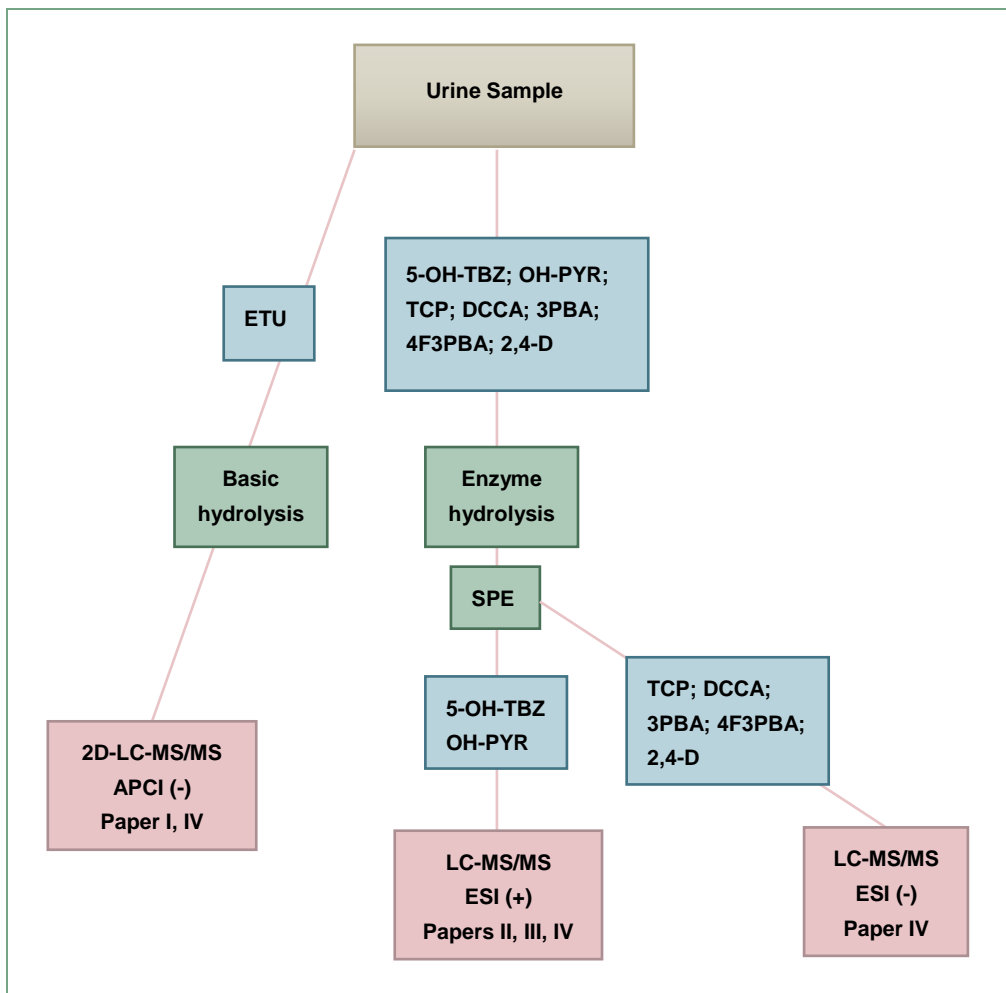 Urine Sample
ETU
5-OH-TBZ; OH-PYR;
TCP; DCCA; 3PBA;
4F3PBA; 2,4-D
Basic
hydrolysis
Enzyme
hydrolysis
SPE
5-OH-TBZ
OH-PYR
TCP; DCCA;
3PBA; 4F3PBA;
2,4-D
2D-LC-MS/MS
APCI (-)
Paper I, IV
LC-MS/MS
ESI (+)
Papers II, III, IV
LC-MS/MS
ESI (-)
Paper IV